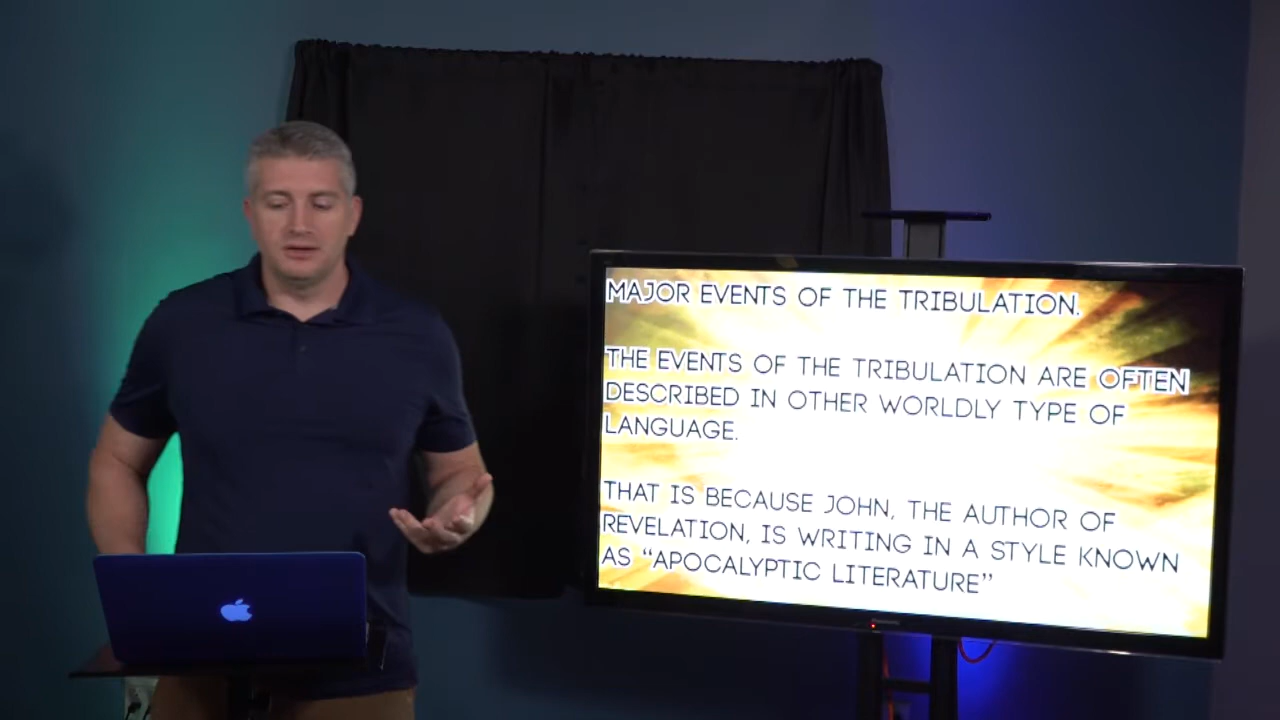 MAJOR EVENTS OF THE TRIBULATION.
THE EVENTS OF THE TRIBULATION ARE OFTEN
DESCRIBED IN OTHER WORLDLY TYPE OF
LANGUAGE.
THAT IS BECAUSE JOHN, THE AUTHOR OF
REVELATION, IS WRITING IN A STYLE KNOWN
AS “APOCALYPTIC LITERATURE”